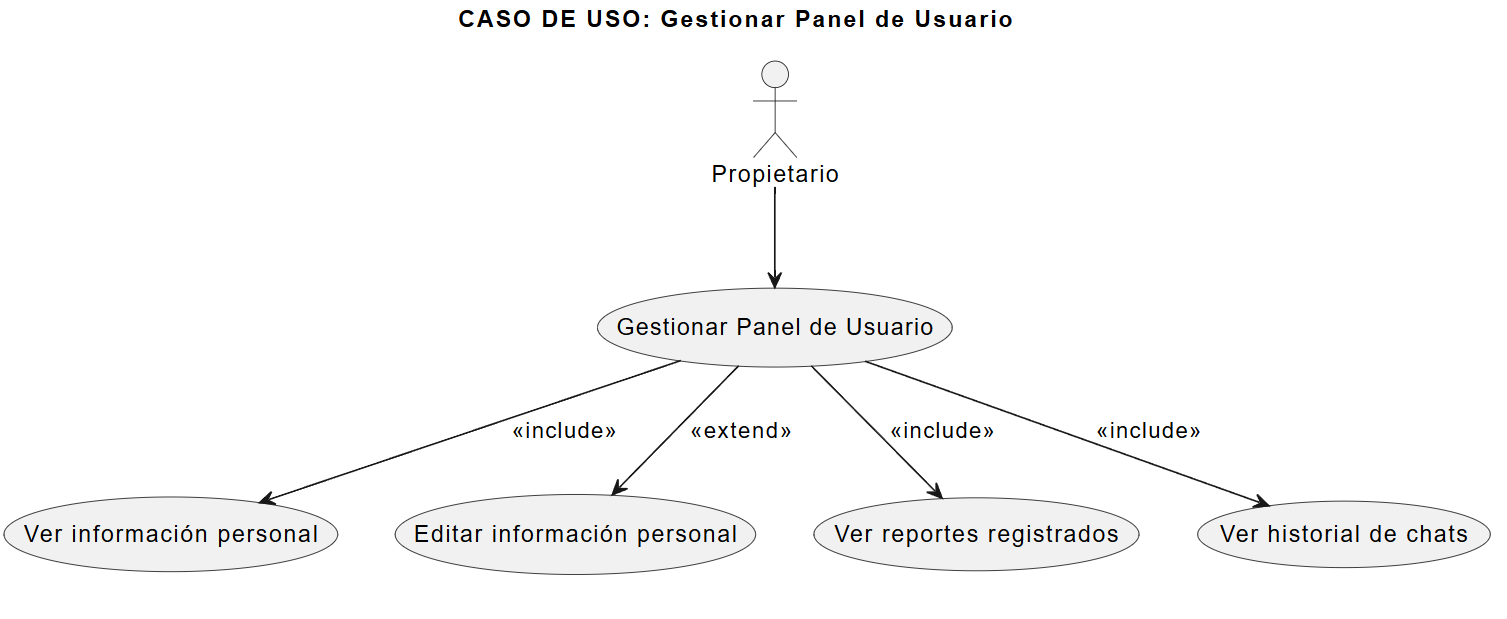 CASO DE USO: Gestionar Panel de Usuario
Propietario
Gestionar Panel de Usuario
«include»
«extend»
«include»
«include»
Ver información personal
Editar información personal
Ver reportes registrados
Ver historial de chats